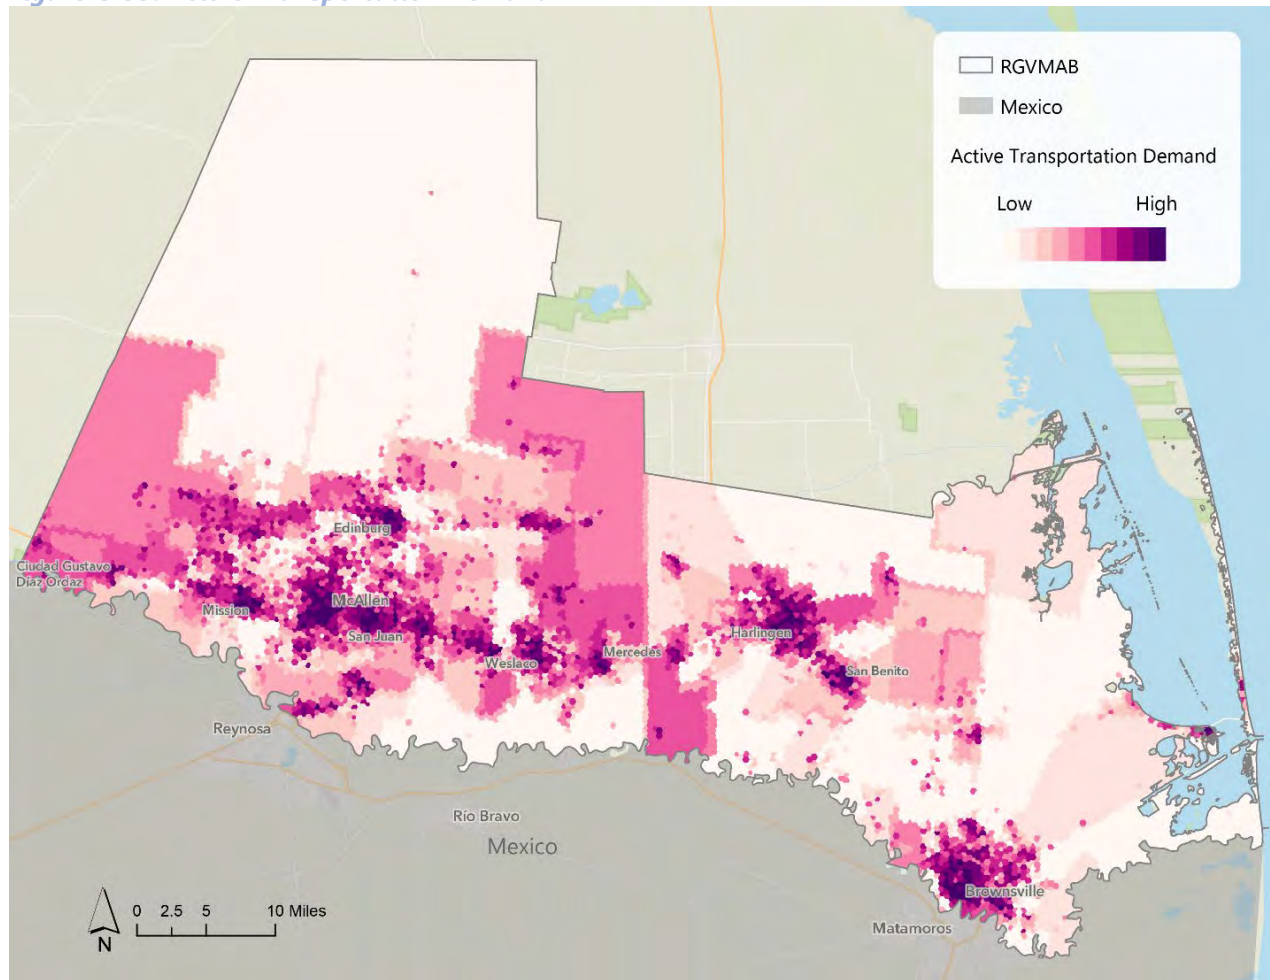 RGVMAB
Mexico
Active Transportation Demand
Low High
Edinburg
Ciudad Gustavo
Díaz Ordaz
McAllen
Mission
San Juan
Harlingen
Mercedes
Weslaco
San Benito
Reynosa
Río Bravo
Mexico
Brownsville
Matamoros
0 2.5 5 10 Miles
N